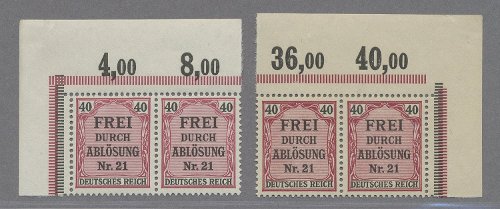 4,00 8,00
40 40 40 40
FREI FREI
DURCH DURCH
ABLÖSUNG ABLÖSUNG
Nr. 21 Nr. 21
DEUTSCHES REICH DEUTSCHES REICH
36,00 40,00
40 40 40 40
FREI FREI
DURCH DURCH
ABLÖSUNG ABLÖSUNG
Nr. 21 Nr. 21
DEUTSCHES REICH DEUTSCHES REICH